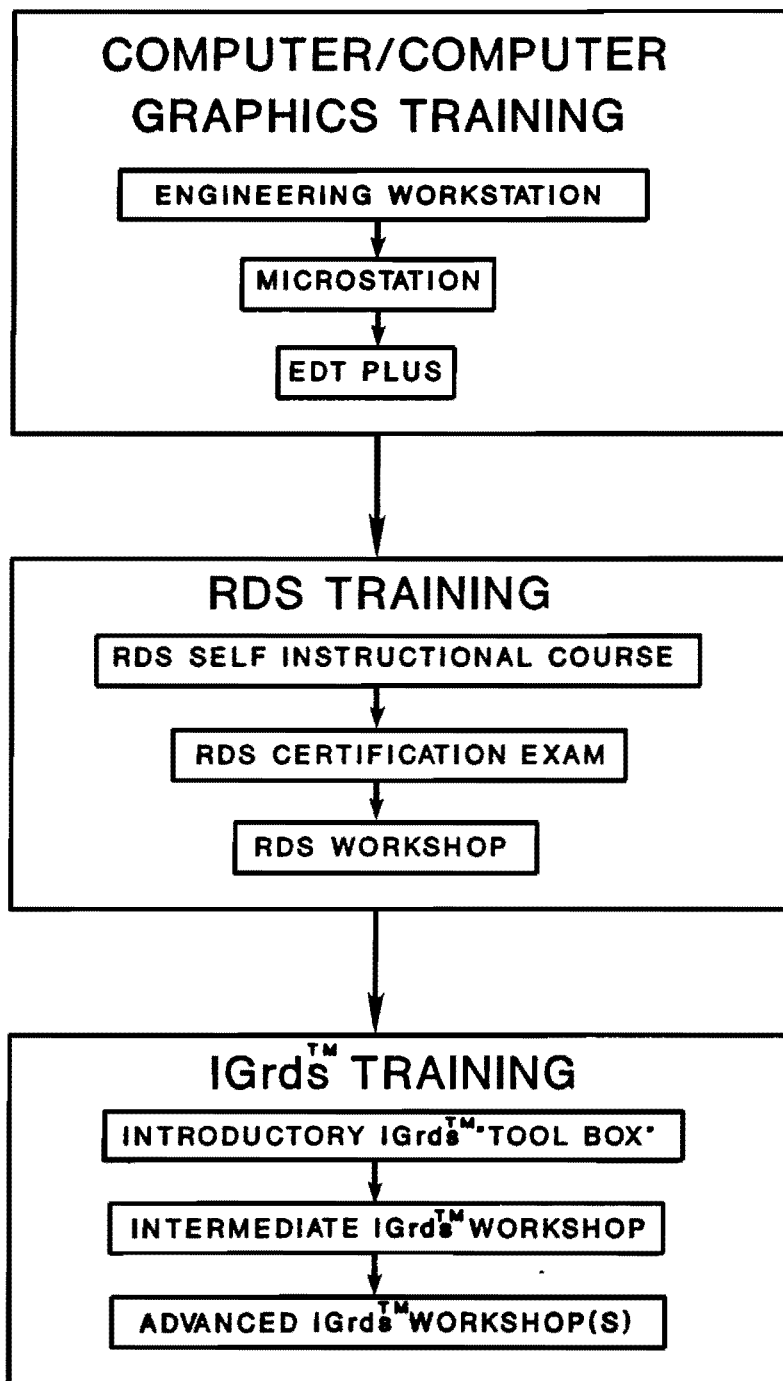 COMPUTER/COMPUTER
GRAPHICS TRAINING
ENGINEERING WORKSTATION
MICROSTATION
EDT PLUS
RDS TRAINING
RDS SELF INSTRUCTIONAL COURSE
RDS CERTIFICATION EXAM
RDS WORKSHOP
IGrds™ TRAINING
INTRODUCTORY IGrds™"TOOL BOX"
INTERMEDIATE IGrds™ WORKSHOP
ADVANCED IGrds™ WORKSHOP(S)